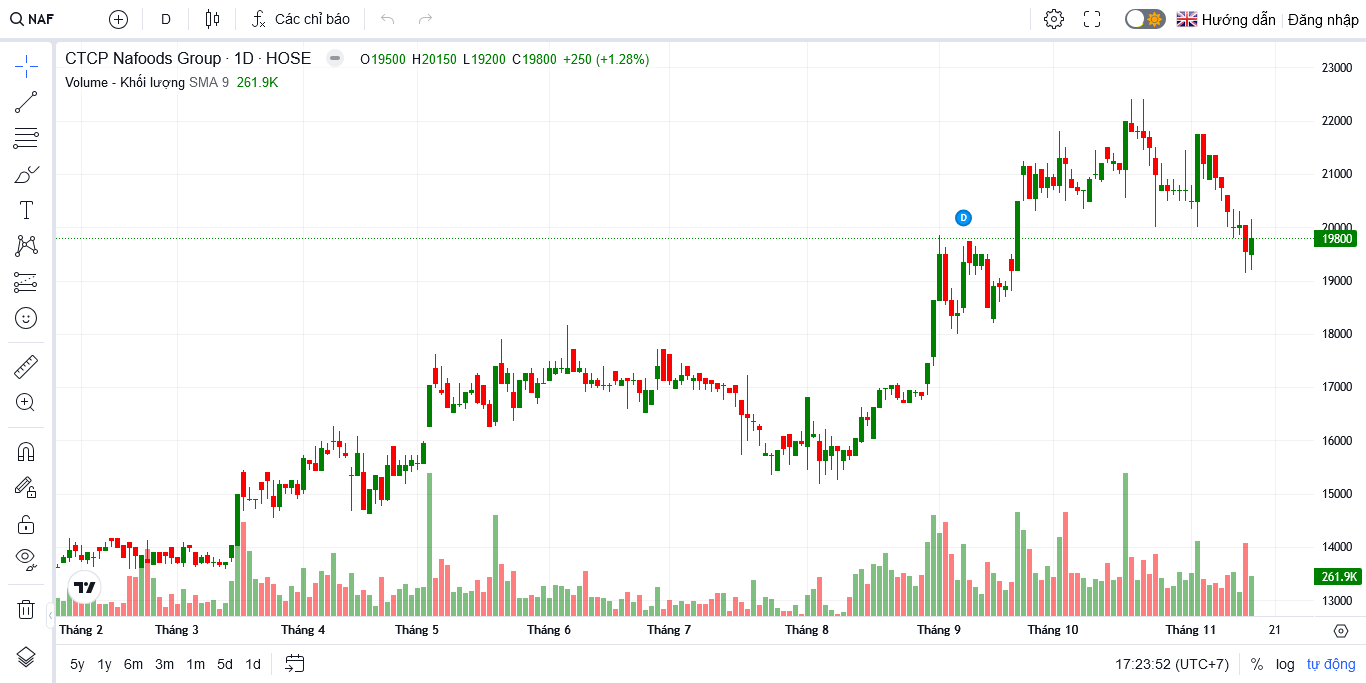 NAF
D
Các chỉ báo
Hướng dẫn
Đăng nhập
CTCP Nafoods Group · 1D · HOSE O19500 H20150 L19200 C19800 +250 (+1.28%)
Volume - Khối lượng SMA 9 261.9K
23000
22000
21000
D
20000
19800
19000
18000
17000
16000
15000
14000
261.9K
13000
Tháng 2 Tháng 3 Tháng 4 Tháng 5 Tháng 6 Tháng 7 Tháng 8 Tháng 9 Tháng 10 Tháng 11 21
5y 1y 6m 3m 1m 5d 1d 17:23:52 (UTC+7) % log tự động